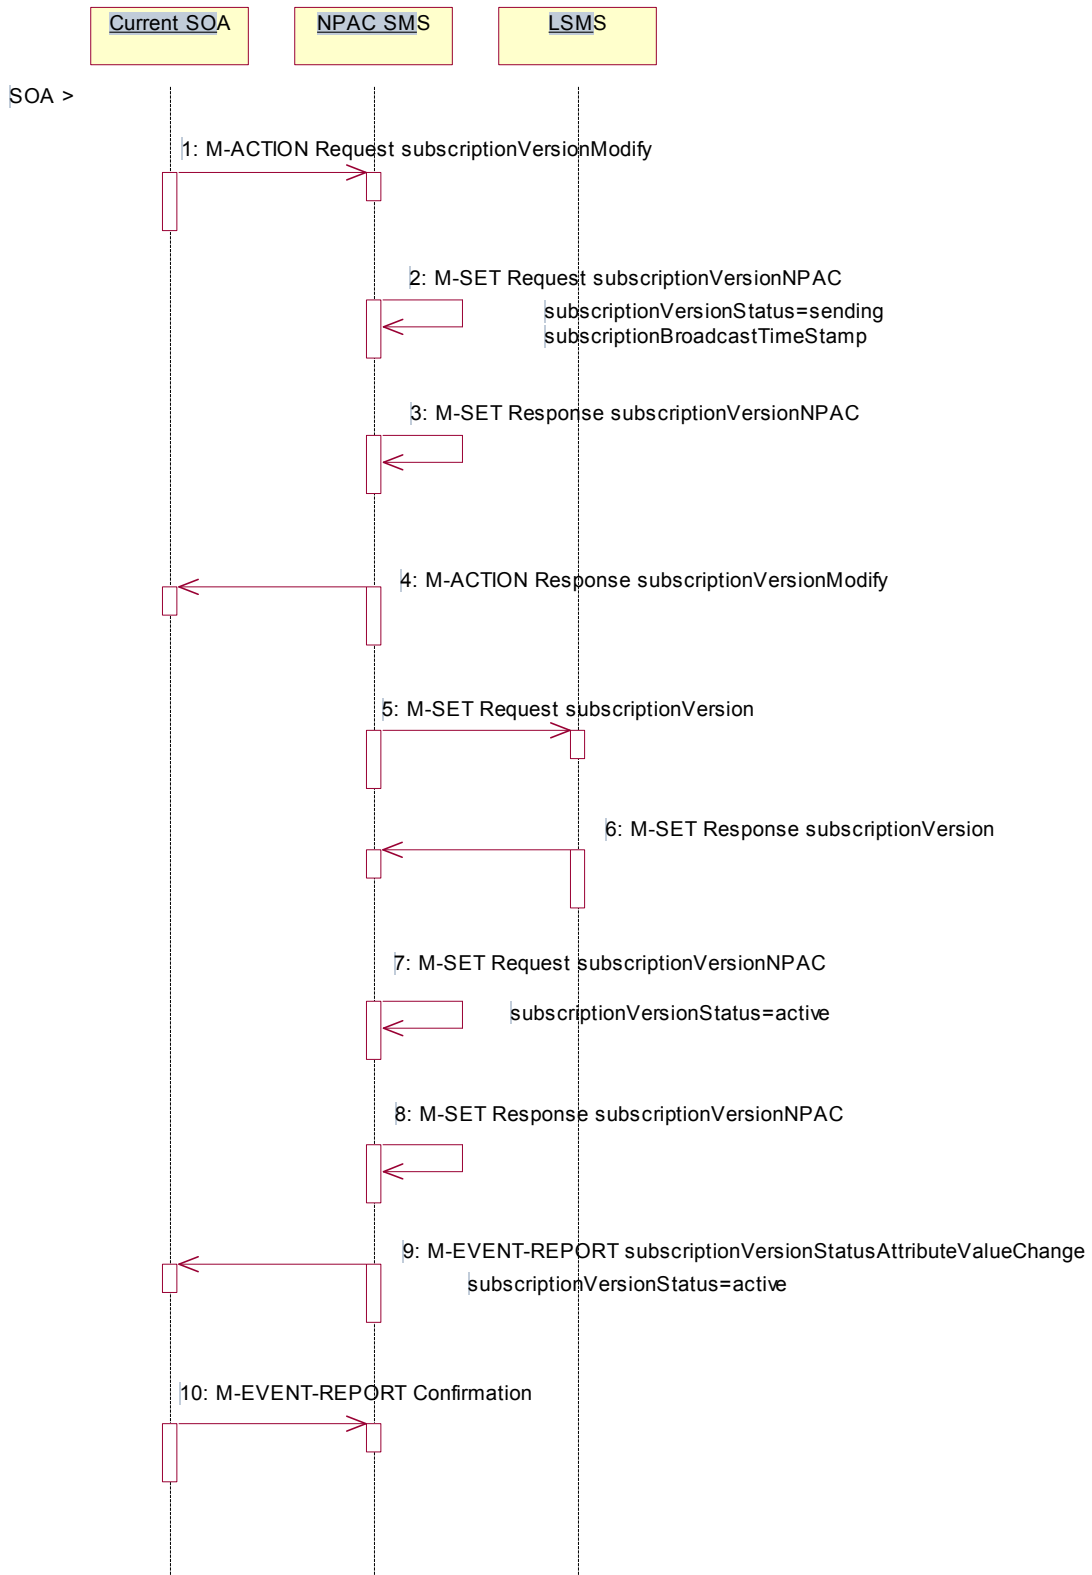 Current SOA
NPAC SMS
LSMS
SOA >
1: M-ACTION Request subscriptionVersionModify
2: M-SET Request subscriptionVersionNPAC
subscriptionVersionStatus=sending
subscriptionBroadcastTimeStamp
3: M-SET Response subscriptionVersionNPAC
4: M-ACTION Response subscriptionVersionModify
5: M-SET Request subscriptionVersion
6: M-SET Response subscriptionVersion
7: M-SET Request subscriptionVersionNPAC
subscriptionVersionStatus=active
8: M-SET Response subscriptionVersionNPAC
9: M-EVENT-REPORT subscriptionVersionStatusAttributeValueChange
subscriptionVersionStatus=active
10: M-EVENT-REPORT Confirmation